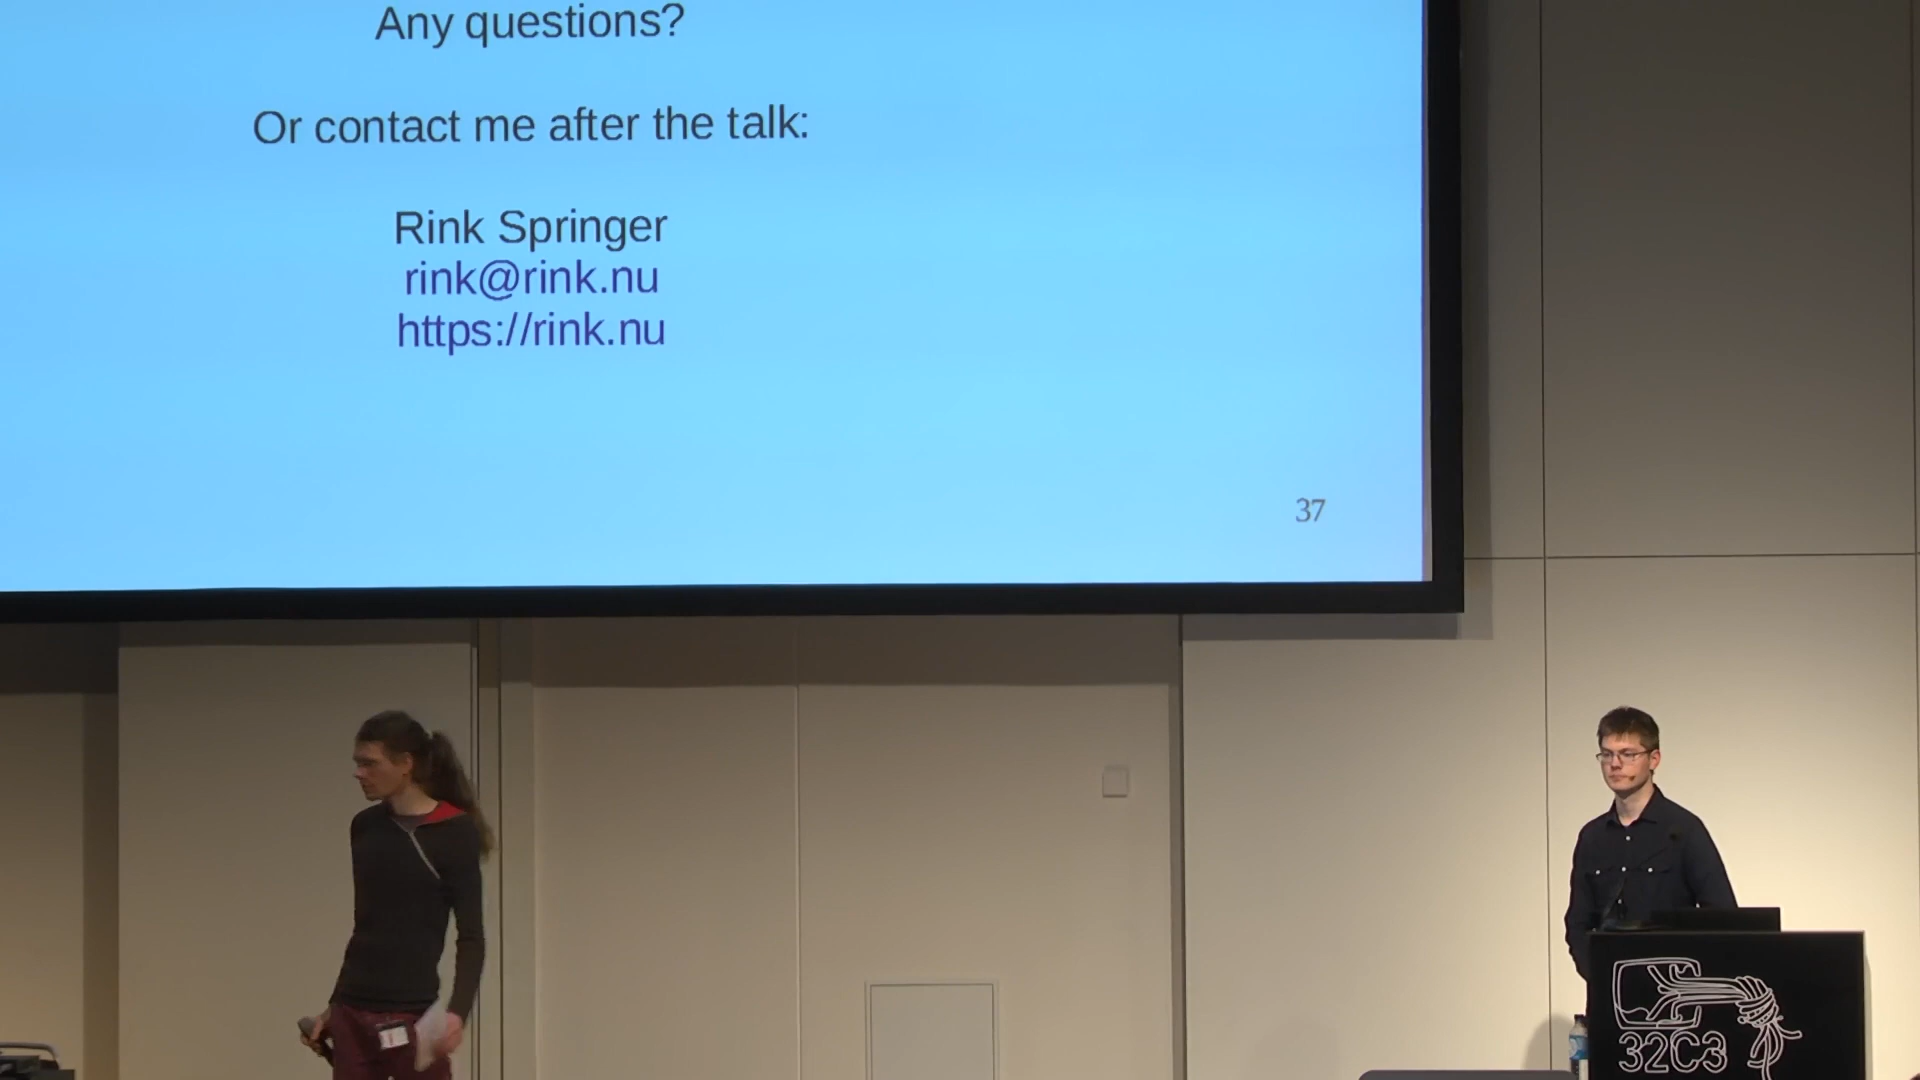 Any questions?
Or contact me after the talk:
Rink Springer
rink@rink.nu
https://rink.nu
37
32C3